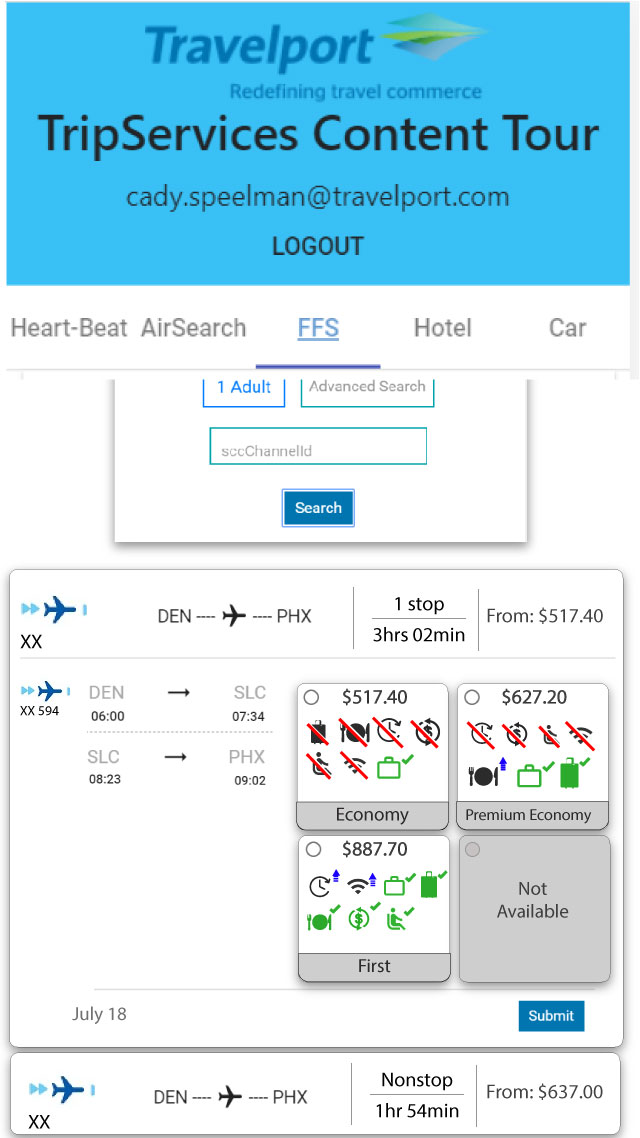 Travelport
Redefining travel commerce
TripServices Content Tour
cady.speelman@travelport.com
LOGOUT
Heart-Beat AirSearch FFS Hotel Car
1 Adult Advanced Search
sccChannelId
Search
XX DEN ---- ---- PHX 1 stop 3hrs 02min From: $517.40
XX 594
DEN → SLC
06:00 07:34
SLC → PHX
08:23 09:02
$517.40
Economy
$627.20
Premium Economy
$887.70
First
Not
Available
July 18 Submit
XX DEN ---- ---- PHX Nonstop 1hr 54min From: $637.00